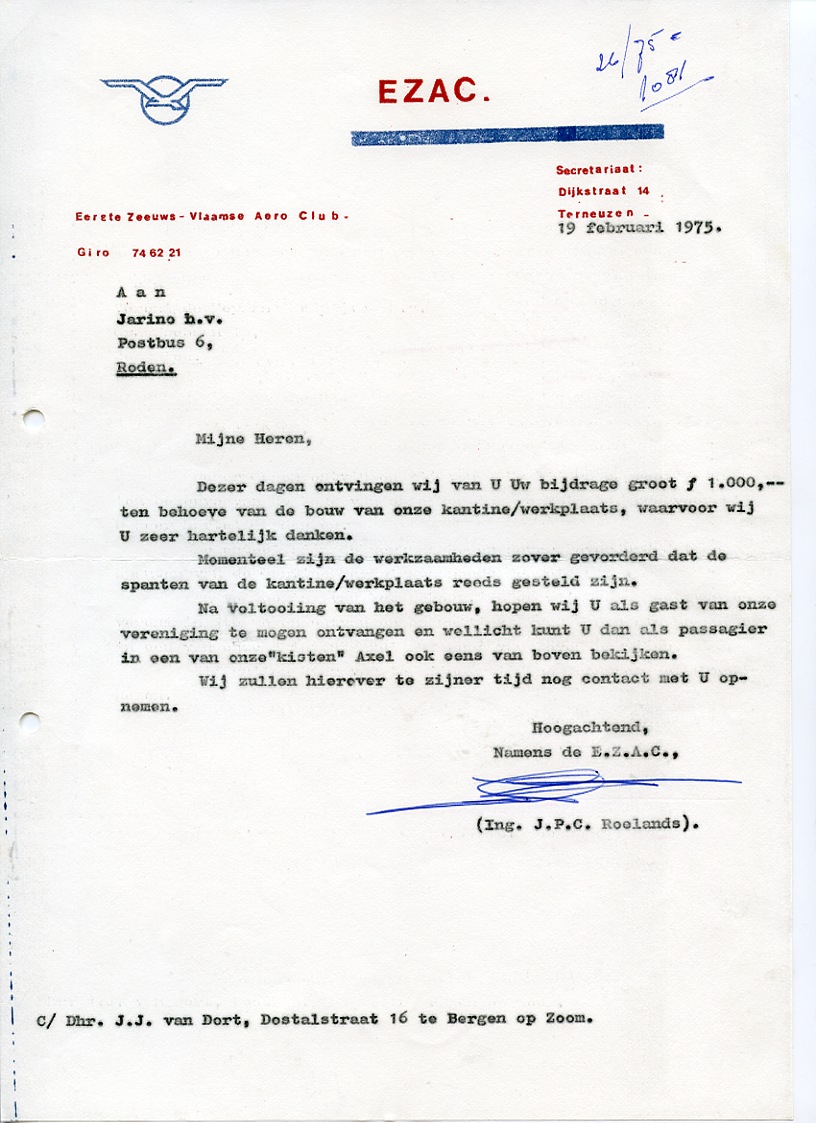 26/75
1081
EZAC.
Secretariaat:
Dijkstraat 14
Terneuzen
Eerste Zeeuws-Vlaamse Aero Club.
Giro 74 62 21
19 februari 1975.
A a n
Jarino b.v.
Postbus 6,
Roden.
Mijne Heren,
Dezer dagen ontvingen wij van U Uw bijdrage groot ƒ 1.000,--
ten behoeve van de bouw van onze kantine/werkplaats, waarvoor wij
U zeer hartelijk danken.
Momenteel zijn de werkzaamheden zover gevorderd dat de
spanten van de kantine/werkplaats reeds gesteld zijn.
Na Voltooiing van het gebouw, hopen wij U als gast van onze
vereniging te mogen ontvangen en wellicht kunt U dan als passagier
in een van onze"kisten" Axel ook eens van boven bekijken.
Wij zullen hierover te zijner tijd nog contact met U op-
nemen.
Hoogachtend,
Namens de E.Z.A.C.,
(Ing. J.P.C. Roelands).
C/ Dhr. J.J. van Dort, Dostalstraat 16 te Bergen op Zoom.